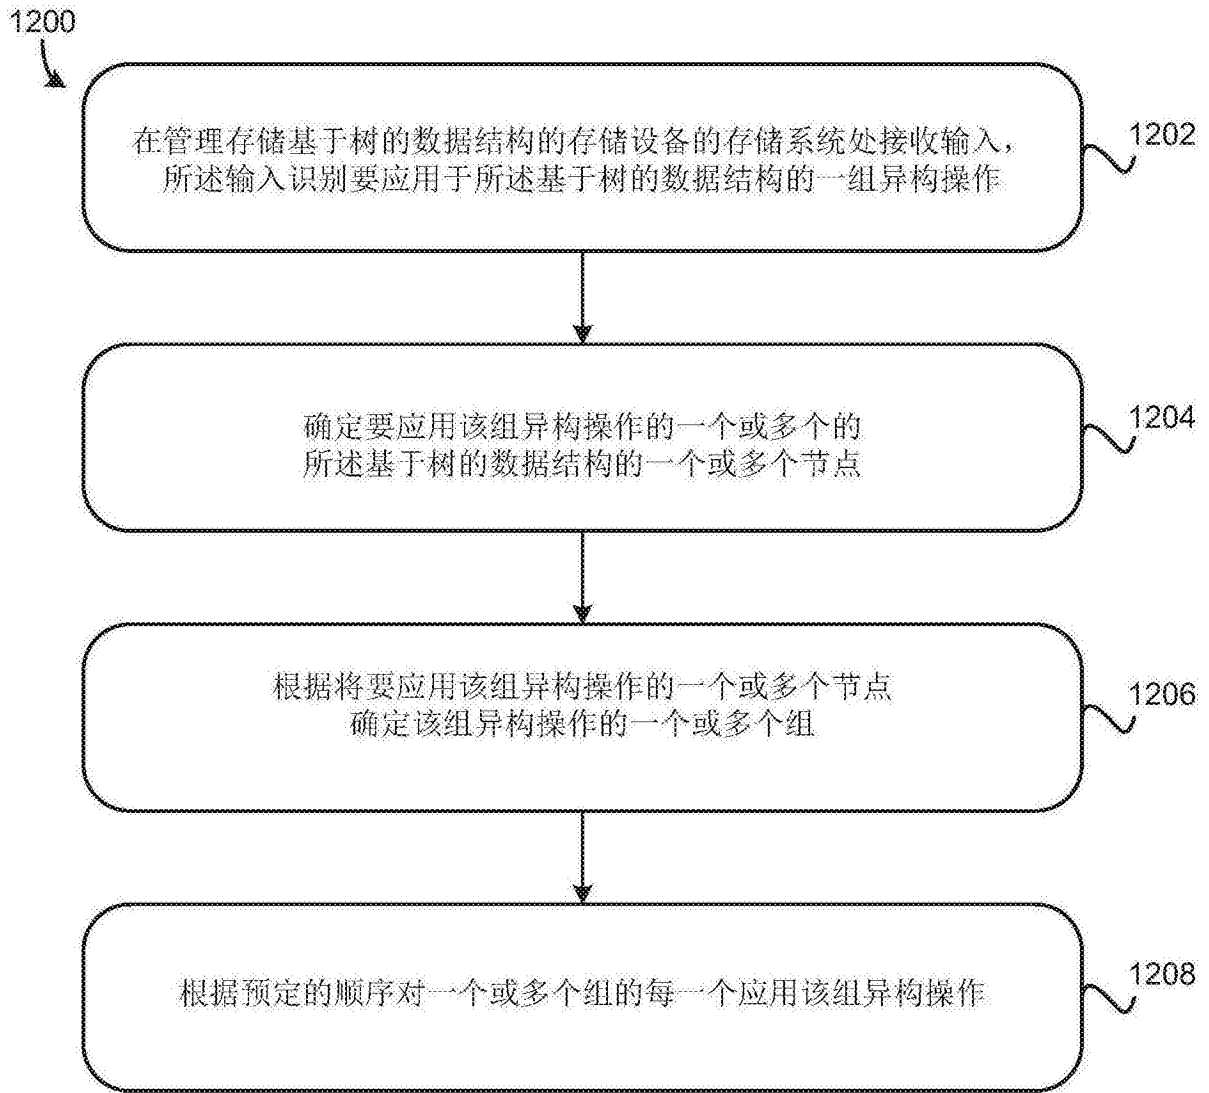 1200
在管理存储基于树的数据结构的存储设备的存储系统处接收输入，
所述输入识别要应用于所述基于树的数据结构的一组异构操作
1202
确定要应用该组异构操作的一个或多个的
所述基于树的数据结构的一个或多个节点
1204
根据将要应用该组异构操作的一个或多个节点
确定该组异构操作的一个或多个组
1206
根据预定的顺序对一个或多个组的每一个应用该组异构操作
1208